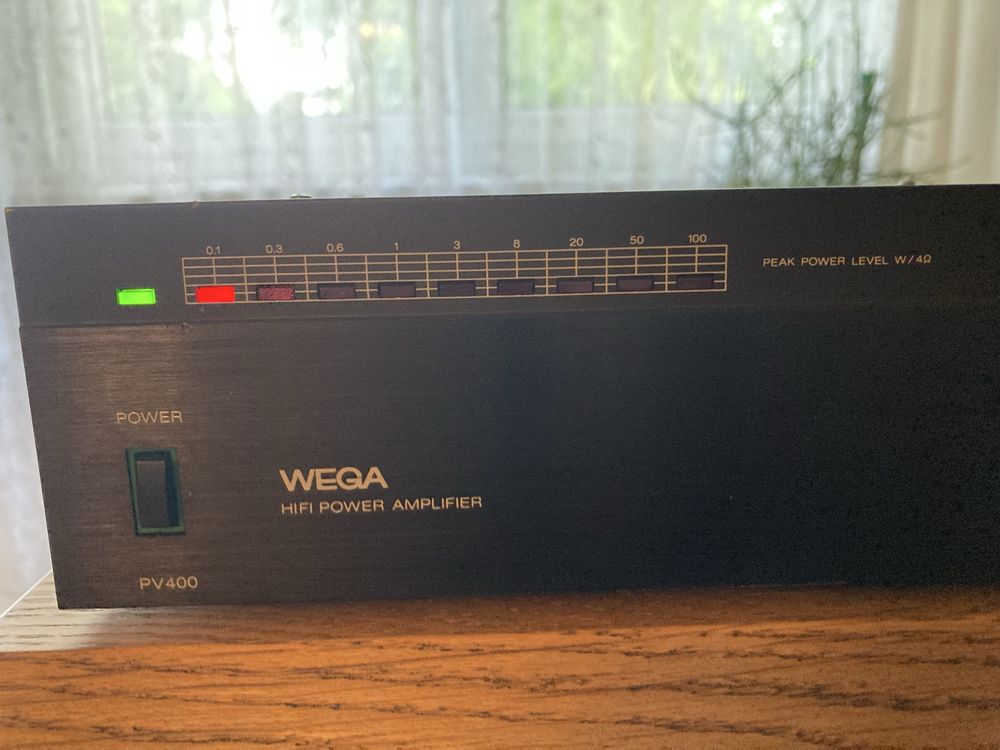 0.1 0.3 0.6 1 3 8 20 50 100
PEAK POWER LEVEL W/4Ω
POWER
WEGA
HIFI POWER AMPLIFIER
PV400